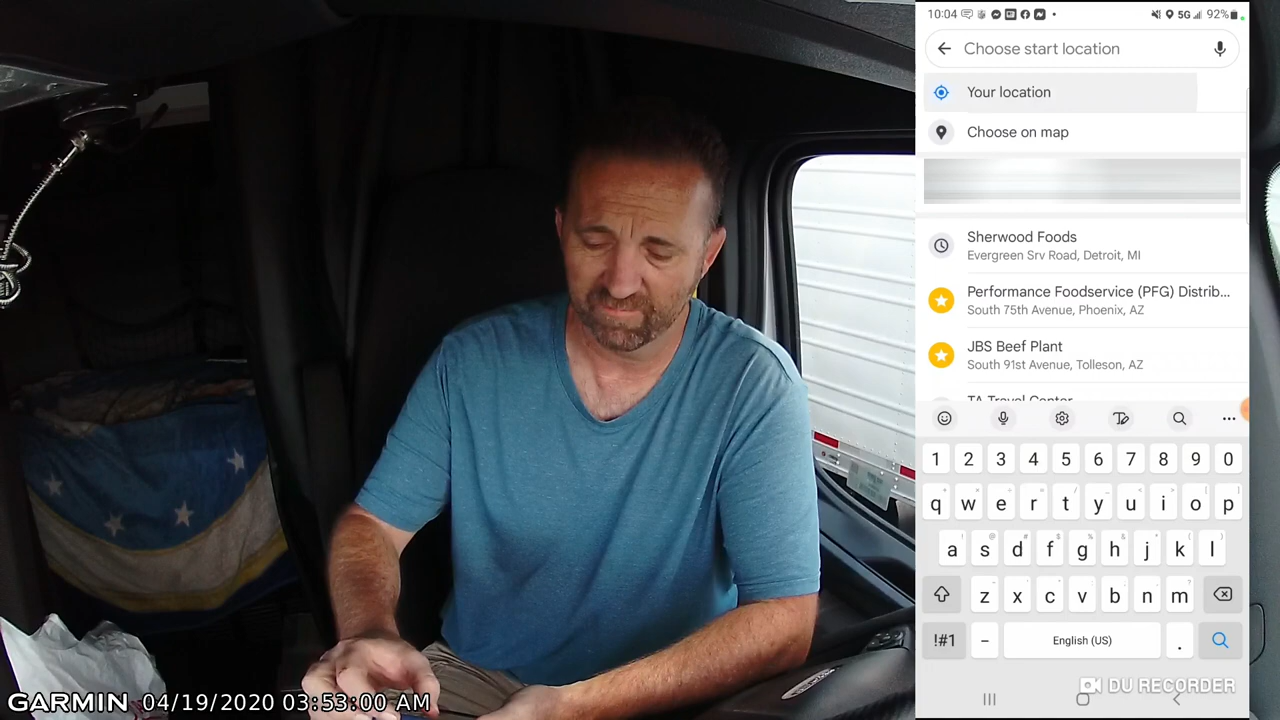 10:04
5G
92%
Choose start location
Your location
Choose on map
Sherwood Foods
Evergreen Srv Road, Detroit, MI
Performance Foodservice (PFG) Distrib...
South 75th Avenue, Phoenix, AZ
JBS Beef Plant
South 91st Avenue, Tolleson, AZ
TA Travel Center
1 2 3 4 5 6 7 8 9 0
q w e r t y u i o p
a s d f g h j k l
z x c v b n m
!#1 - English (US) .
DU RECORDER
GARMIN 04/19/2020 03:53:00 AM